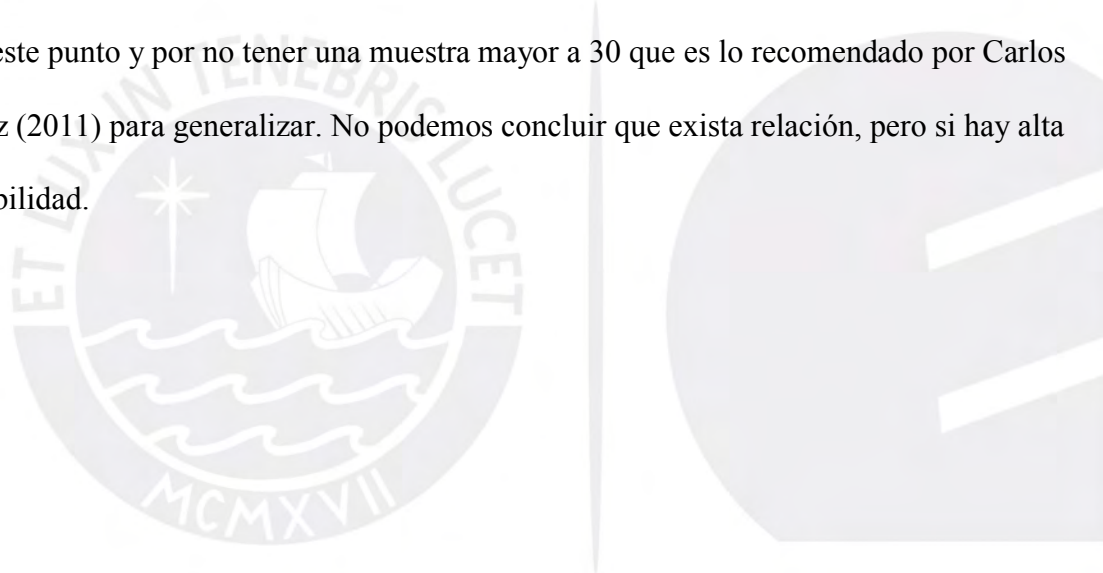 este punto y por no tener una muestra mayor a 30 que es lo recomendado por Carlos
z (2011) para generalizar. No podemos concluir que exista relación, pero si hay alta
bilidad.
ET LUX IN TENEBRIS LUCET
MCMXVII